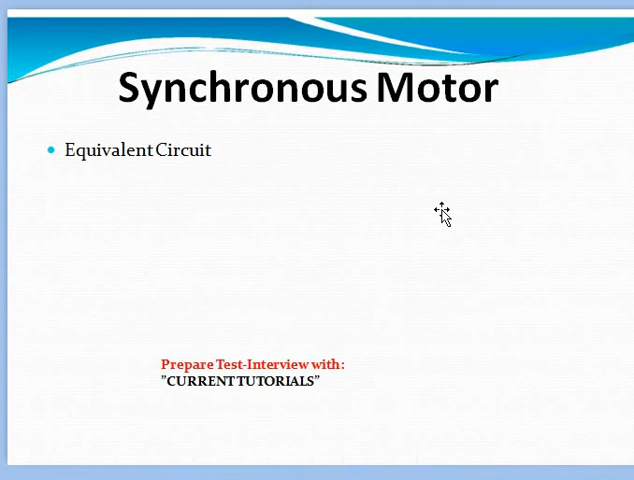 Synchronous Motor
Equivalent Circuit
Prepare Test-Interview with:
"CURRENT TUTORIALS"